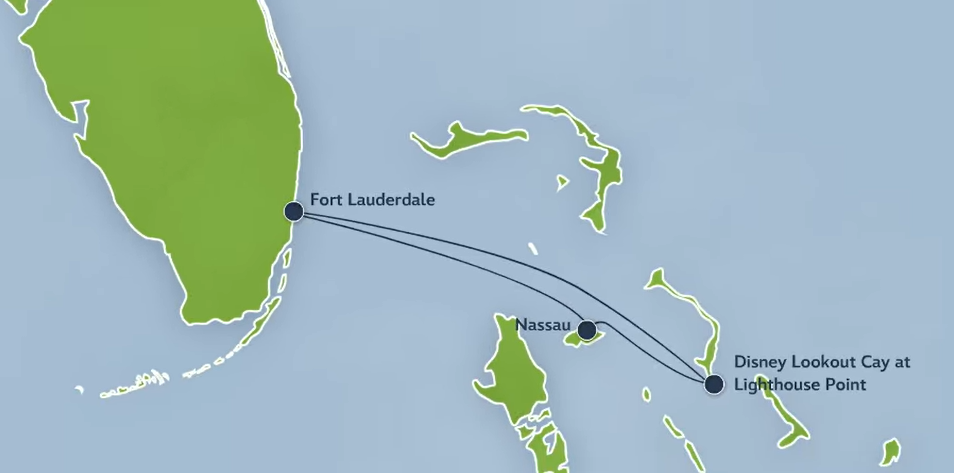 Fort Lauderdale
Nassau
Disney Lookout Cay at
Lighthouse Point